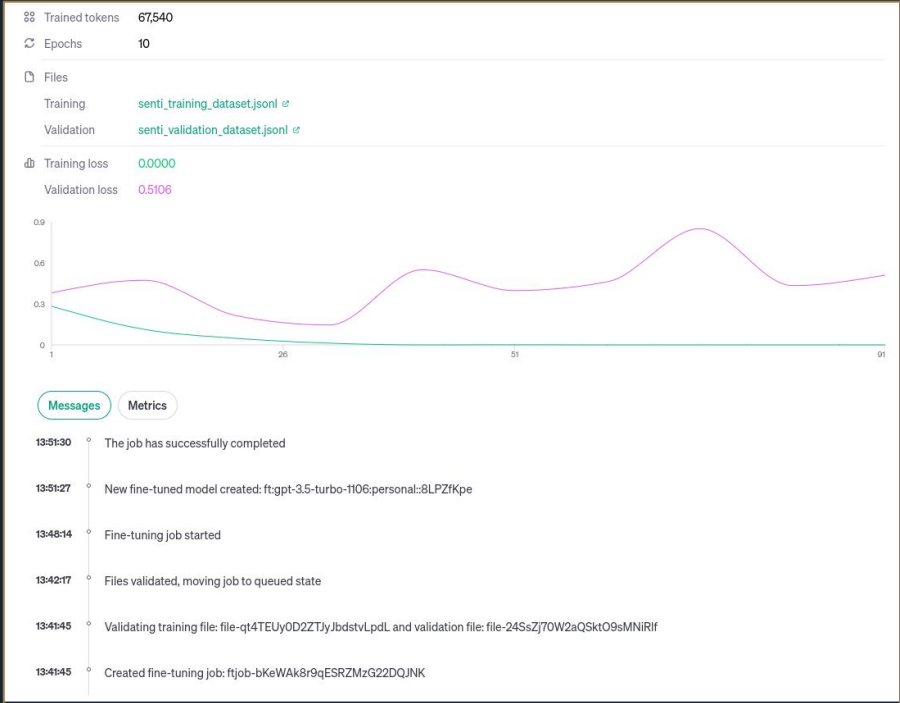 Trained tokens 67,540
Epochs 10
Files
Training senti_training_dataset.jsonl
Validation senti_validation_dataset.jsonl
Training loss 0.0000
Validation loss 0.5106
0.9
0.6
0.3
0
1 26 51 91
Messages Metrics
13:51:30 The job has successfully completed
13:51:27 New fine-tuned model created: ft:gpt-3.5-turbo-1106:personal::8LPZfKpe
13:48:14 Fine-tuning job started
13:42:17 Files validated, moving job to queued state
13:41:45 Validating training file: file-qt4TEUy0D2ZTJyJbdstvLpdL and validation file: file-24SsZj70W2aQSktO9sMNiRlf
13:41:45 Created fine-tuning job: ftjob-bKeWAk8r9qESRZMzG22DQJNK